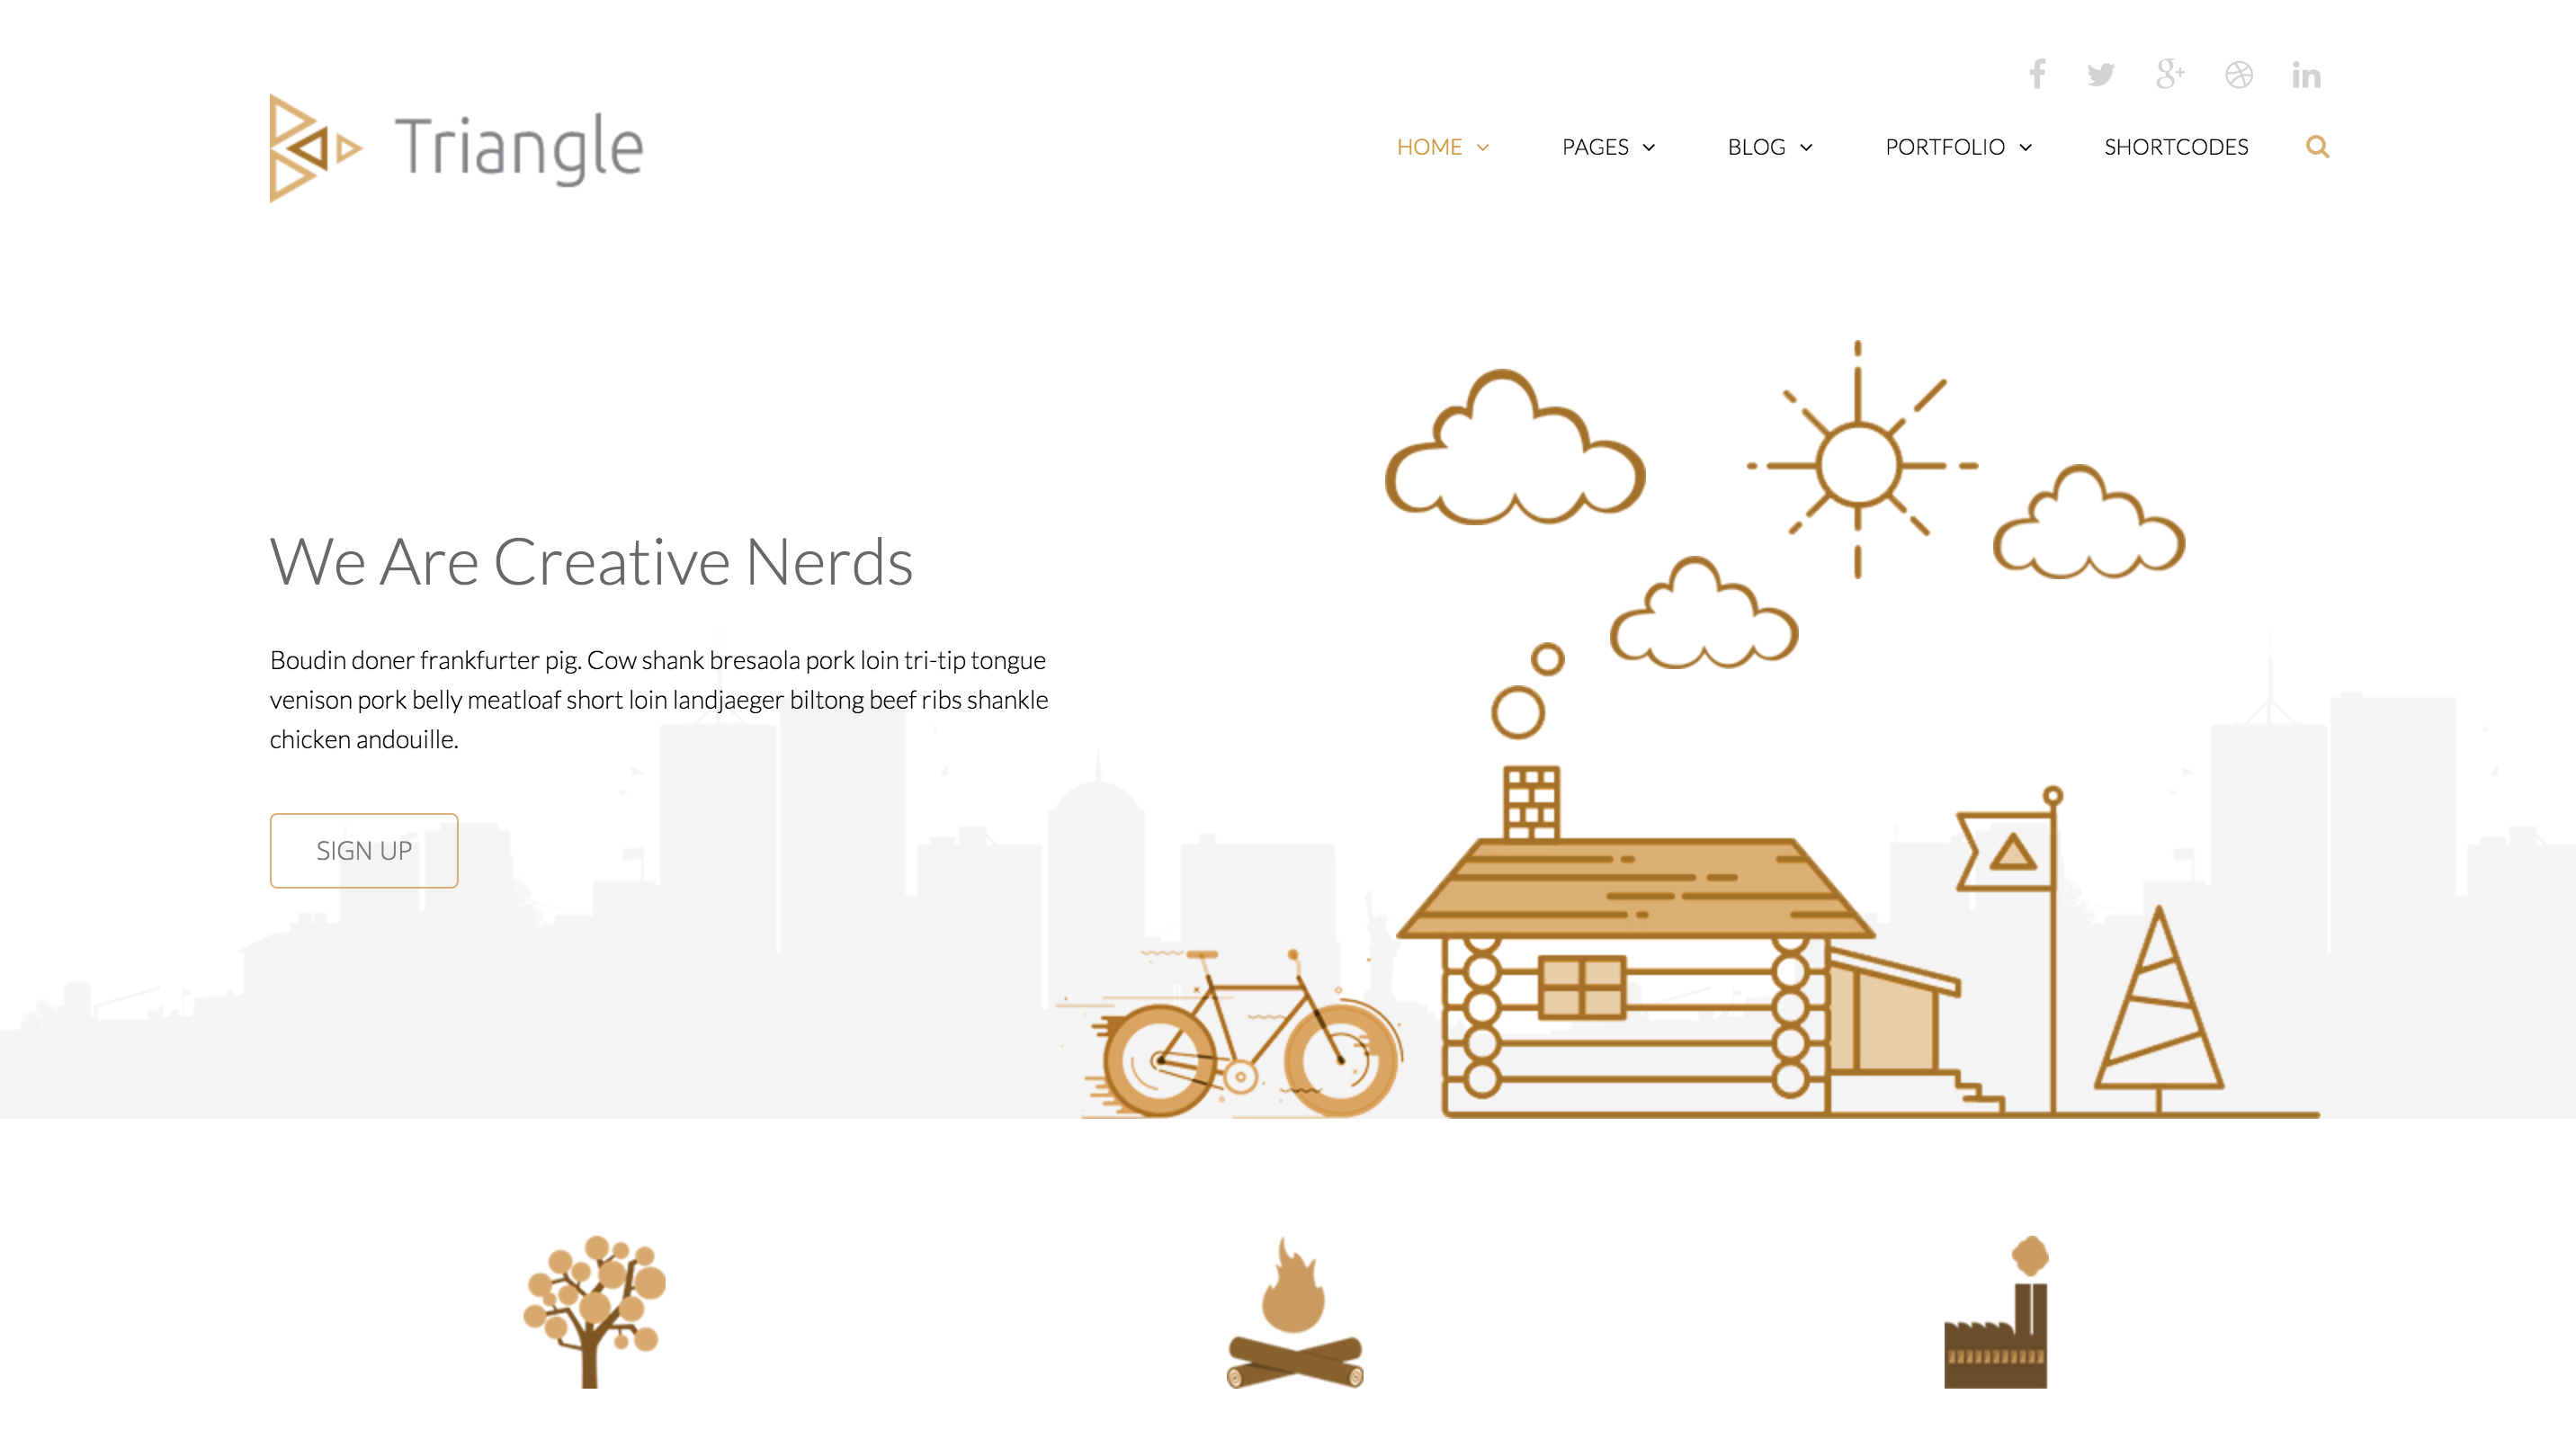 Triangle
HOME
PAGES
BLOG
PORTFOLIO
SHORTCODES
We Are Creative Nerds
Boudin doner frankfurter pig. Cow shank bresaola pork loin tri-tip tongue
venison pork belly meatloaf short loin landjaeger biltong beef ribs shankle
chicken andouille.
SIGN UP